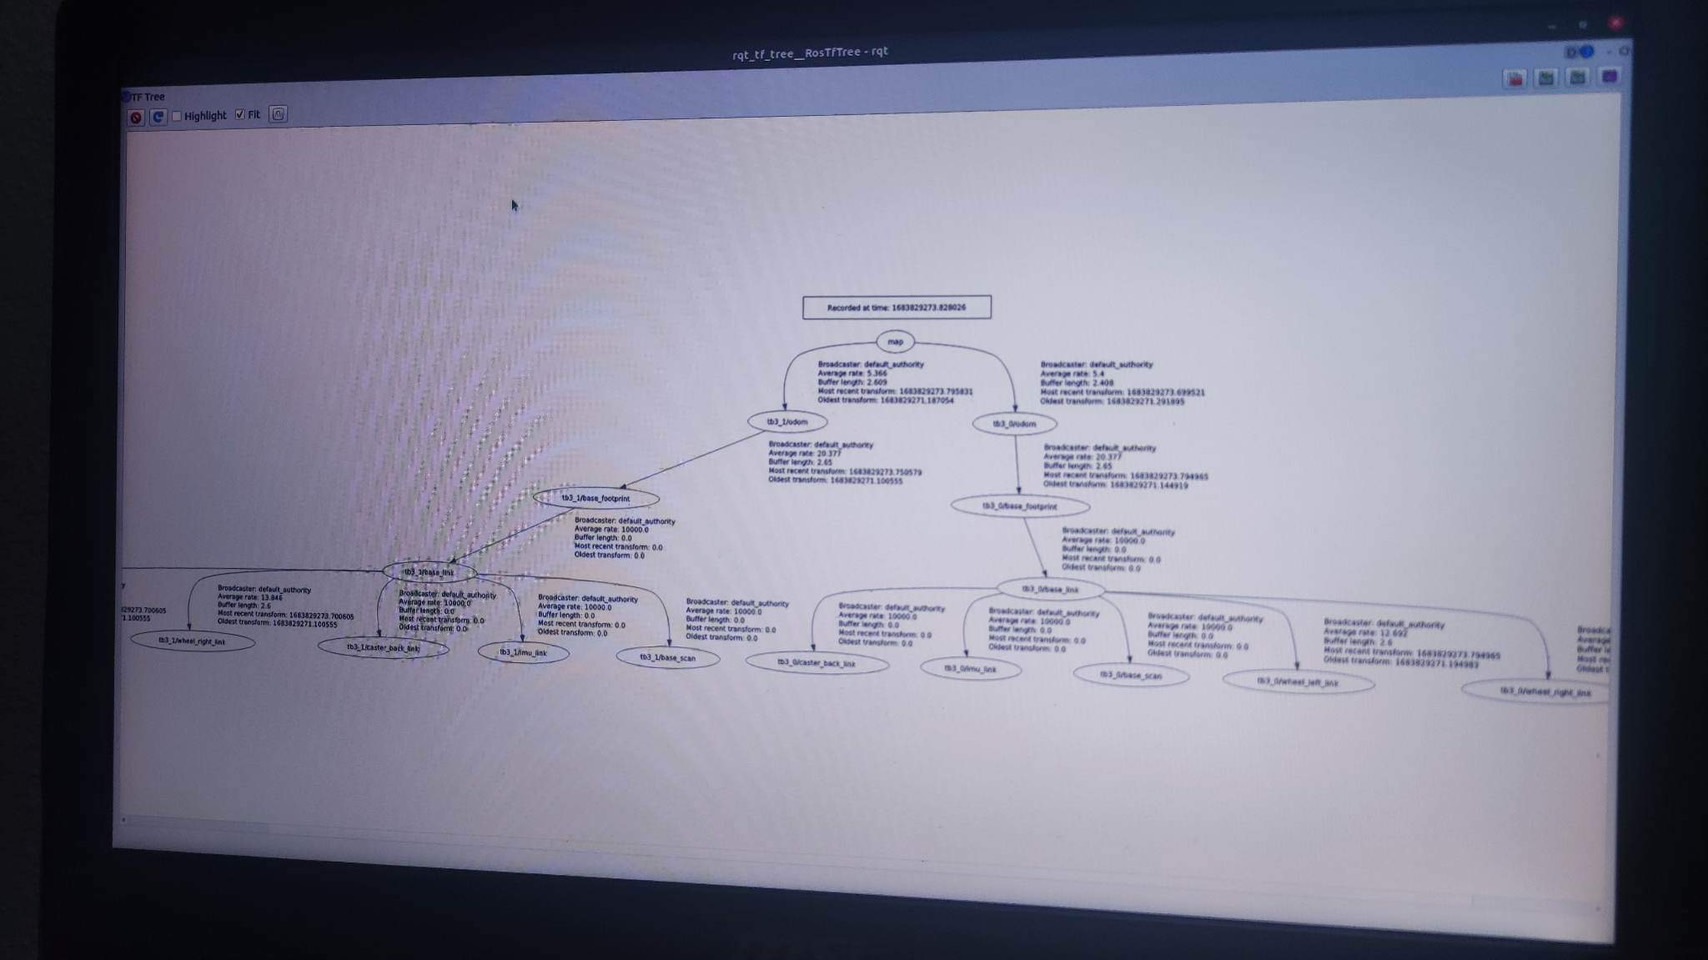 rqt_tf_tree__RosTfTree - rqt
TF Tree
Highlight
Fit
Recorded at time: 1683829273.828026
map
Broadcaster: default_authority
Average rate: 5.366
Buffer length: 2.609
Most recent transform: 1683829273.795831
Oldest transform: 1683829271.187054
Broadcaster: default_authority
Average rate: 5.4
Buffer length: 2.408
Most recent transform: 1683829273.699521
Oldest transform: 1683829271.291895
tb3_1/odom
tb3_0/odom
Broadcaster: default_authority
Average rate: 20.377
Buffer length: 2.65
Most recent transform: 1683829273.750579
Oldest transform: 1683829271.100555
Broadcaster: default_authority
Average rate: 20.377
Buffer length: 2.65
Most recent transform: 1683829273.794965
Oldest transform: 1683829271.144919
tb3_1/base_footprint
tb3_0/base_footprint
Broadcaster: default_authority
Average rate: 10000.0
Buffer length: 0.0
Most recent transform: 0.0
Oldest transform: 0.0
Broadcaster: default_authority
Average rate: 10000.0
Buffer length: 0.0
Most recent transform: 0.0
Oldest transform: 0.0
tb3_1/base_link
tb3_0/base_link
y
29273.700605
1.100555
Broadcaster: default_authority
Average rate: 13.846
Buffer length: 2.6
Most recent transform: 1683829273.700605
Oldest transform: 1683829271.100555
Broadcaster: default_authority
Average rate: 10000.0
Buffer length: 0.0
Most recent transform: 0.0
Oldest transform: 0.0
Broadcaster: default_authority
Average rate: 10000.0
Buffer length: 0.0
Most recent transform: 0.0
Oldest transform: 0.0
Broadcaster: default_authority
Average rate: 10000.0
Buffer length: 0.0
Most recent transform: 0.0
Oldest transform: 0.0
Broadcaster: default_authority
Average rate: 10000.0
Buffer length: 0.0
Most recent transform: 0.0
Oldest transform: 0.0
Broadcaster: default_authority
Average rate: 10000.0
Buffer length: 0.0
Most recent transform: 0.0
Oldest transform: 0.0
Broadcaster: default_authority
Average rate: 10000.0
Buffer length: 0.0
Most recent transform: 0.0
Oldest transform: 0.0
Broadcaster: default_authority
Average rate: 12.692
Buffer length: 2.6
Most recent transform: 1683829273.794965
Oldest transform: 1683829271.194983
Broadca
Average
Buffer le
Most rec
Oldest t
tb3_1/wheel_right_link
tb3_1/caster_back_link
tb3_1/imu_link
tb3_1/base_scan
tb3_0/caster_back_link
tb3_0/imu_link
tb3_0/base_scan
tb3_0/wheel_left_link
tb3_0/wheel_right_link